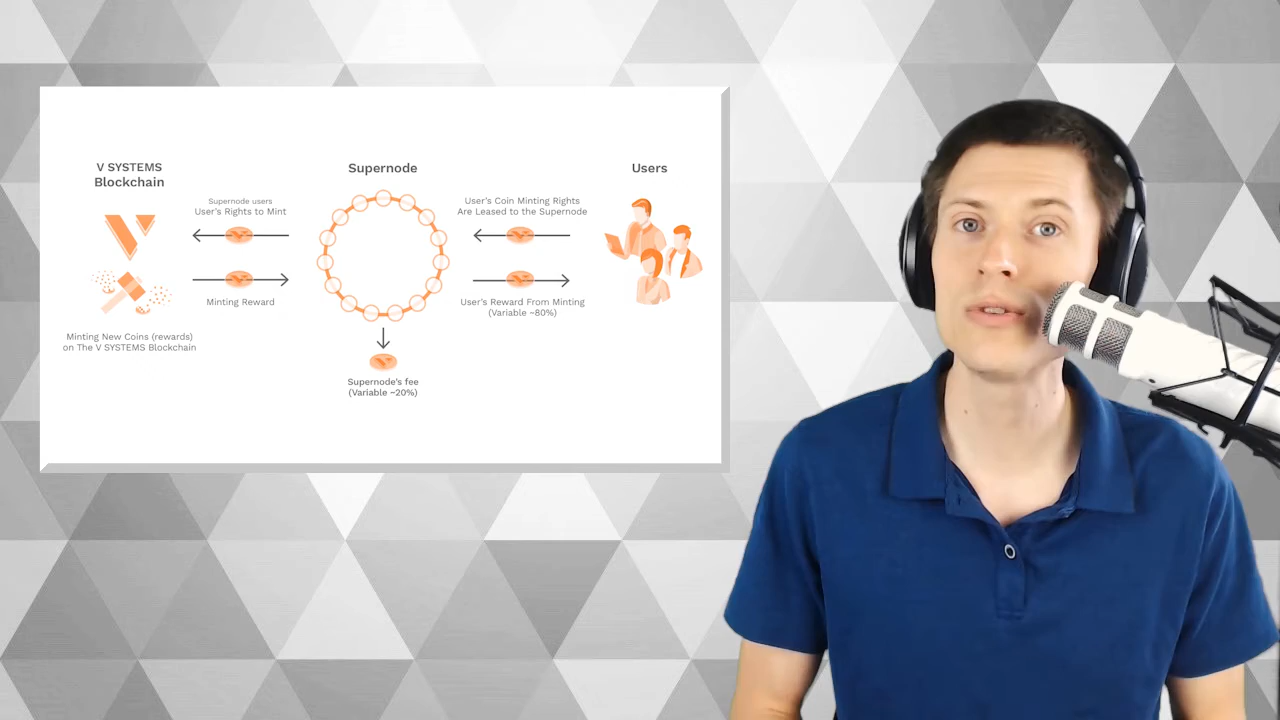 V SYSTEMS
Blockchain
Supernode
Users
Supernode users
User's Rights to Mint
User's Coin Minting Rights
Are Leased to the Supernode
Minting Reward
User's Reward From Minting
(Variable ~80%)
Minting New Coins (rewards)
on The V SYSTEMS Blockchain
Supernode's fee
(Variable ~20%)